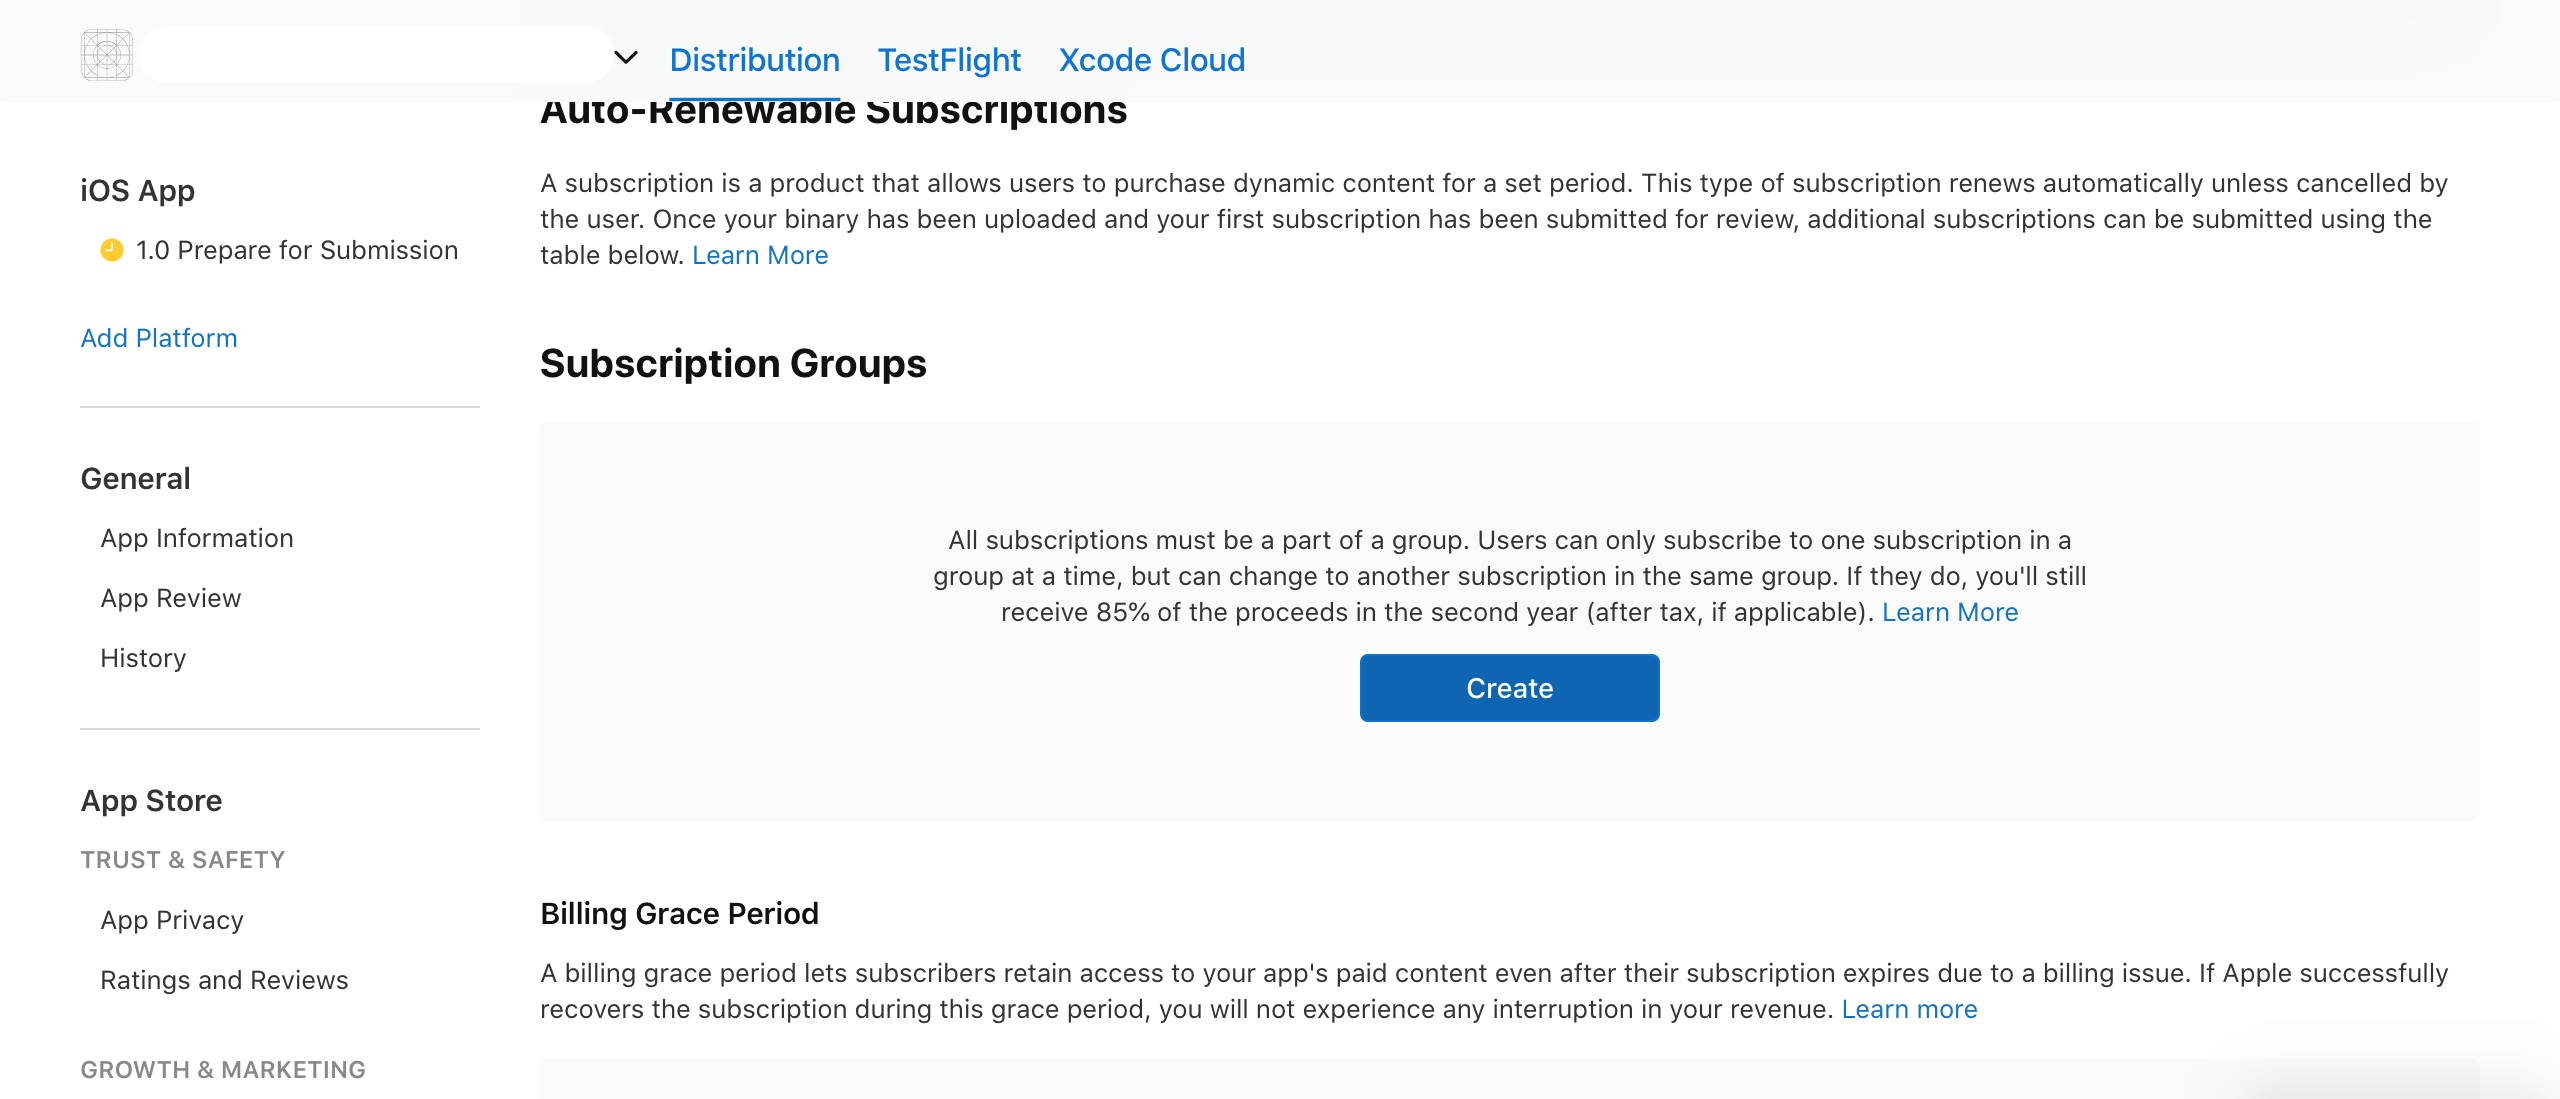 Distribution TestFlight Xcode Cloud
iOS App
1.0 Prepare for Submission
Add Platform
General
App Information
App Review
History
App Store
TRUST & SAFETY
App Privacy
Ratings and Reviews
GROWTH & MARKETING
Auto-Renewable Subscriptions
A subscription is a product that allows users to purchase dynamic content for a set period. This type of subscription renews automatically unless cancelled by
the user. Once your binary has been uploaded and your first subscription has been submitted for review, additional subscriptions can be submitted using the
table below. Learn More
Subscription Groups
All subscriptions must be a part of a group. Users can only subscribe to one subscription in a
group at a time, but can change to another subscription in the same group. If they do, you'll still
receive 85% of the proceeds in the second year (after tax, if applicable). Learn More
Create
Billing Grace Period
A billing grace period lets subscribers retain access to your app's paid content even after their subscription expires due to a billing issue. If Apple successfully
recovers the subscription during this grace period, you will not experience any interruption in your revenue. Learn more